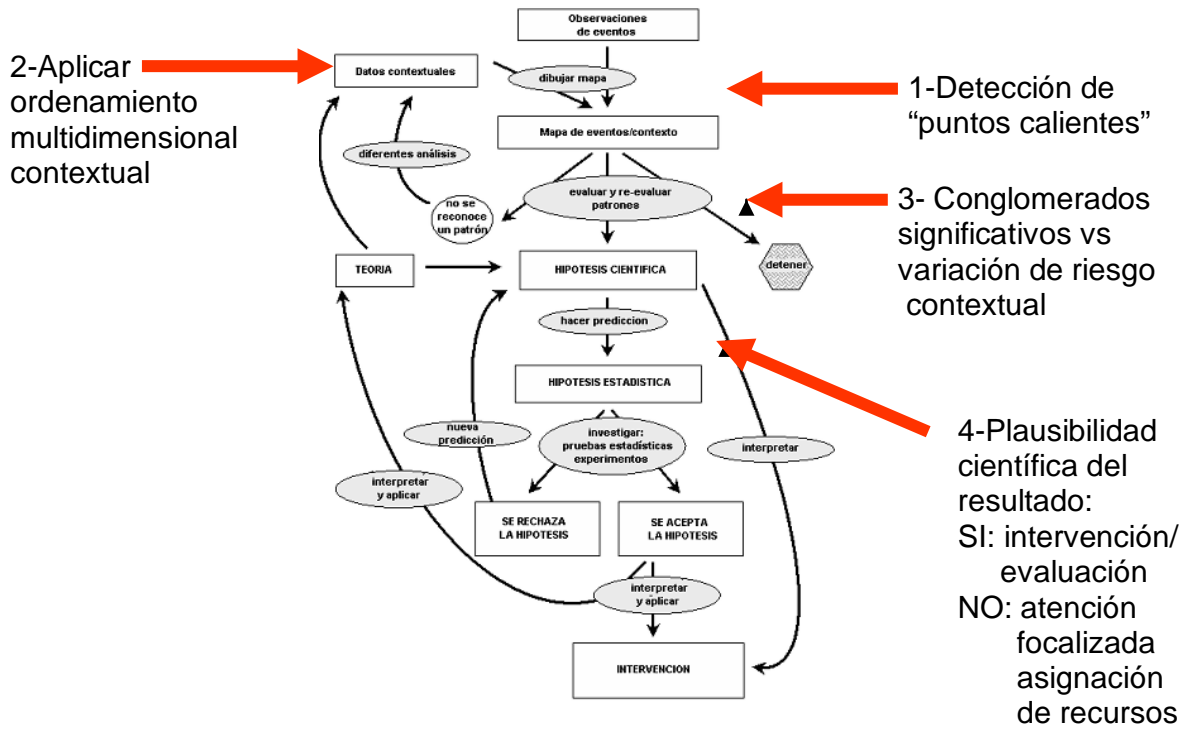 Observaciones
de eventos
2-Aplicar
ordenamiento
multidimensional
contextual
Datos contextuales
dibujar mapa
1-Detección de
“puntos calientes”
Mapa de eventos/contexto
diferentes análisis
evaluar y re-evaluar
patrones
no se
reconoce
un patrón
3- Conglomerados
significativos vs
variación de riesgo
contextual
detener
TEORIA
HIPOTESIS CIENTIFICA
hacer prediccion
HIPOTESIS ESTADISTICA
nueva
predicción
investigar:
pruebas estadísticas
experimentos
interpretar
4-Plausibilidad
científica del
resultado:
SI: intervención/
evaluación
NO: atención
focalizada
asignación
de recursos
interpretar
y aplicar
SE RECHAZA
LA HIPOTESIS
SE ACEPTA
LA HIPOTESIS
interpretar
y aplicar
INTERVENCION